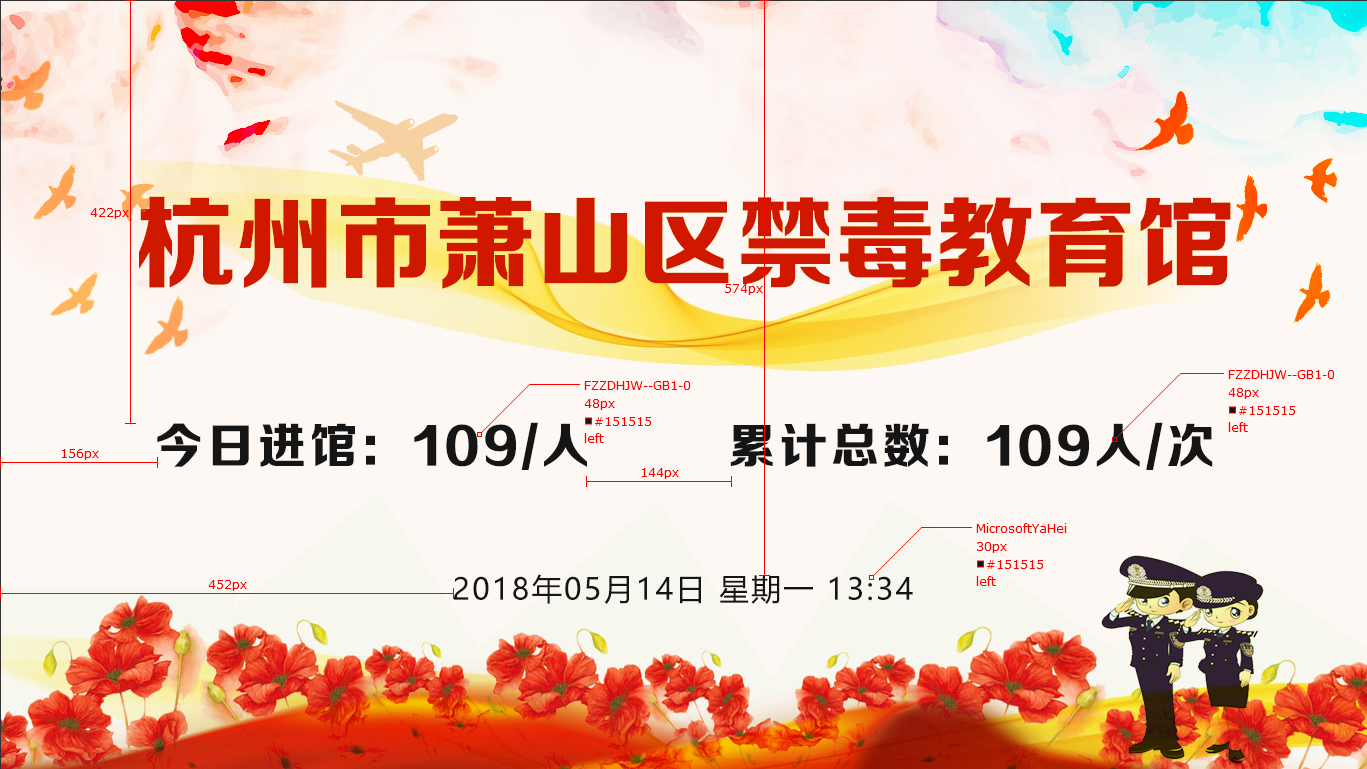 422px
杭州市萧山区禁毒教育馆
574px
FZZDHJW--GB1-0
48px
#151515
left
FZZDHJW--GB1-0
48px
#151515
left
今日进馆：109/人
累计总数：109人/次
156px
144px
MicrosoftYaHei
30px
#151515
left
452px
2018年05月14日 星期一 13:34